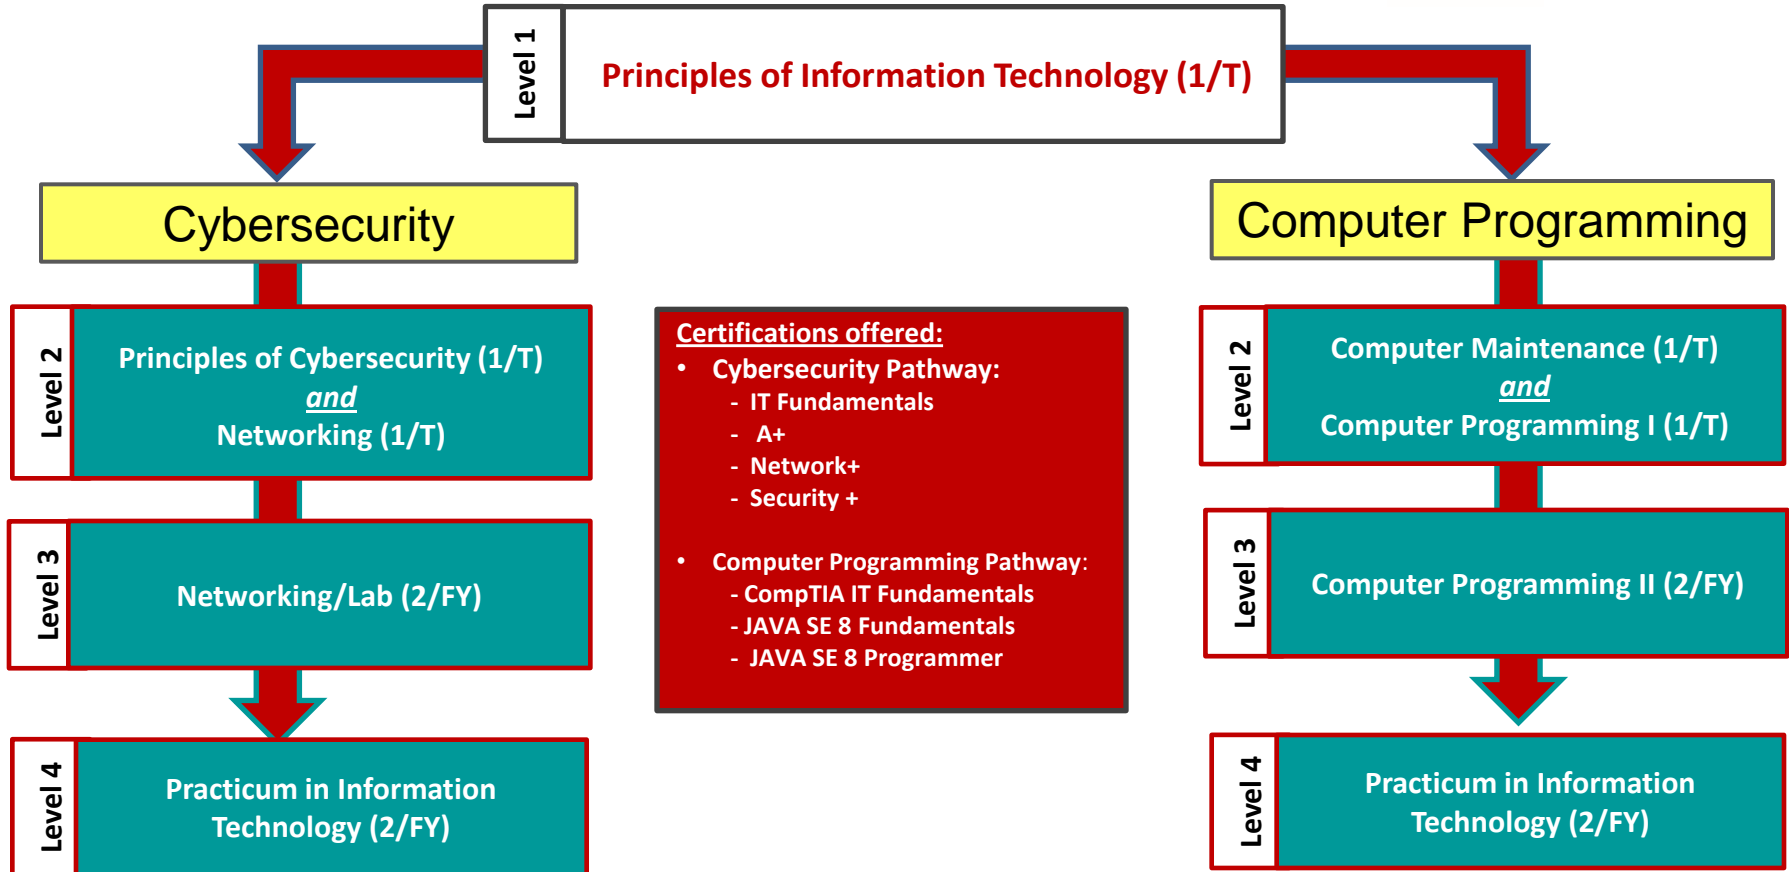 Level 1
Principles of Information Technology (1/T)
Cybersecurity
Level 2
Principles of Cybersecurity (1/T)
and
Networking (1/T)
Level 3
Networking/Lab (2/FY)
Level 4
Practicum in Information
Technology (2/FY)
Certifications offered:
• Cybersecurity Pathway:
- IT Fundamentals
- A+
- Network+
- Security +
• Computer Programming Pathway:
- CompTIA IT Fundamentals
- JAVA SE 8 Fundamentals
- JAVA SE 8 Programmer
Computer Programming
Level 2
Computer Maintenance (1/T)
and
Computer Programming I (1/T)
Level 3
Computer Programming II (2/FY)
Level 4
Practicum in Information
Technology (2/FY)